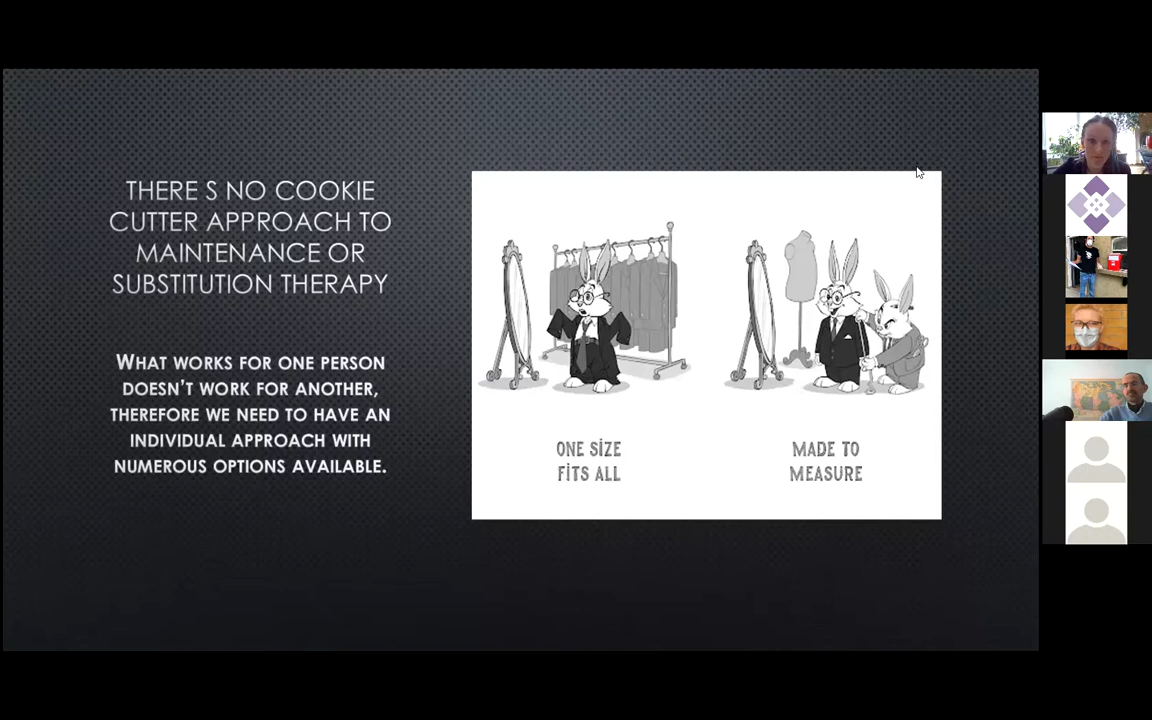 THERE S NO COOKIE
CUTTER APPROACH TO
MAINTENANCE OR
SUBSTITUTION THERAPY
WHAT WORKS FOR ONE PERSON
DOESN'T WORK FOR ANOTHER,
THEREFORE WE NEED TO HAVE AN
INDIVIDUAL APPROACH WITH
NUMEROUS OPTIONS AVAILABLE.
ONE SİZE
FİTS ALL
MADE TO
MEASURE